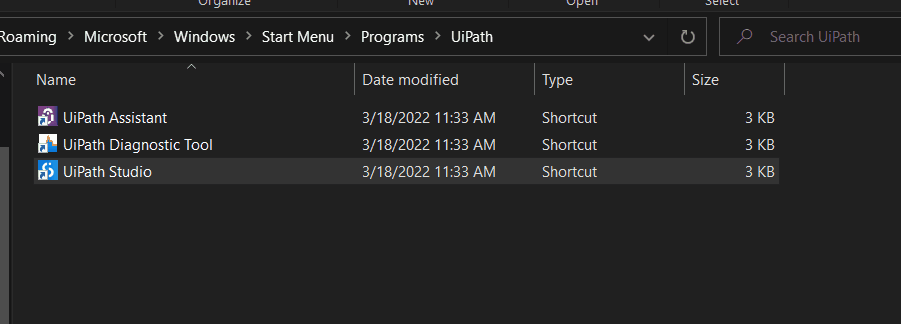 Organize New Open Select
Roaming > Microsoft > Windows > Start Menu > Programs > UiPath Search UiPath
Name Date modified Type Size
UiPath Assistant 3/18/2022 11:33 AM Shortcut 3 KB
UiPath Diagnostic Tool 3/18/2022 11:33 AM Shortcut 3 KB
UiPath Studio 3/18/2022 11:33 AM Shortcut 3 KB